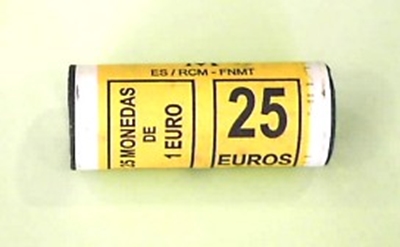 ES / RCM - FNMT
25 MONEDAS
DE
1 EURO
25
EUROS